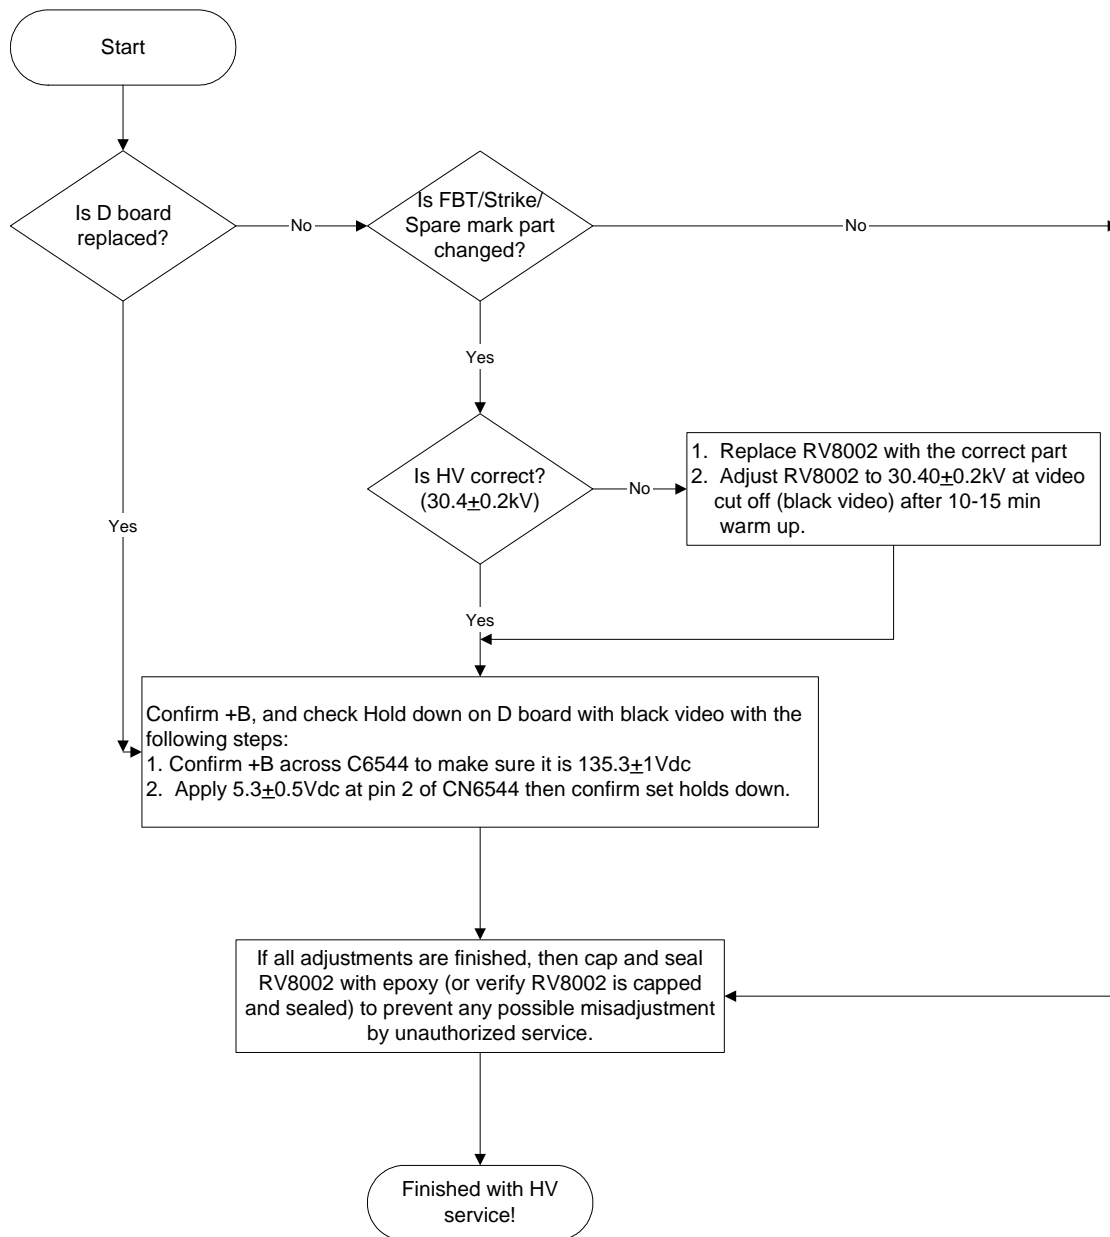 Start
Is D board
replaced?
No
Is FBT/Strike/
Spare mark part
changed?
No
Yes
Is HV correct?
(30.4±0.2kV)
No
1. Replace RV8002 with the correct part
2. Adjust RV8002 to 30.40±0.2kV at video
cut off (black video) after 10-15 min
warm up.
Yes
Yes
Confirm +B, and check Hold down on D board with black video with the
following steps:
1. Confirm +B across C6544 to make sure it is 135.3±1Vdc
2. Apply 5.3±0.5Vdc at pin 2 of CN6544 then confirm set holds down.
If all adjustments are finished, then cap and seal
RV8002 with epoxy (or verify RV8002 is capped
and sealed) to prevent any possible misadjustment
by unauthorized service.
Finished with HV
service!